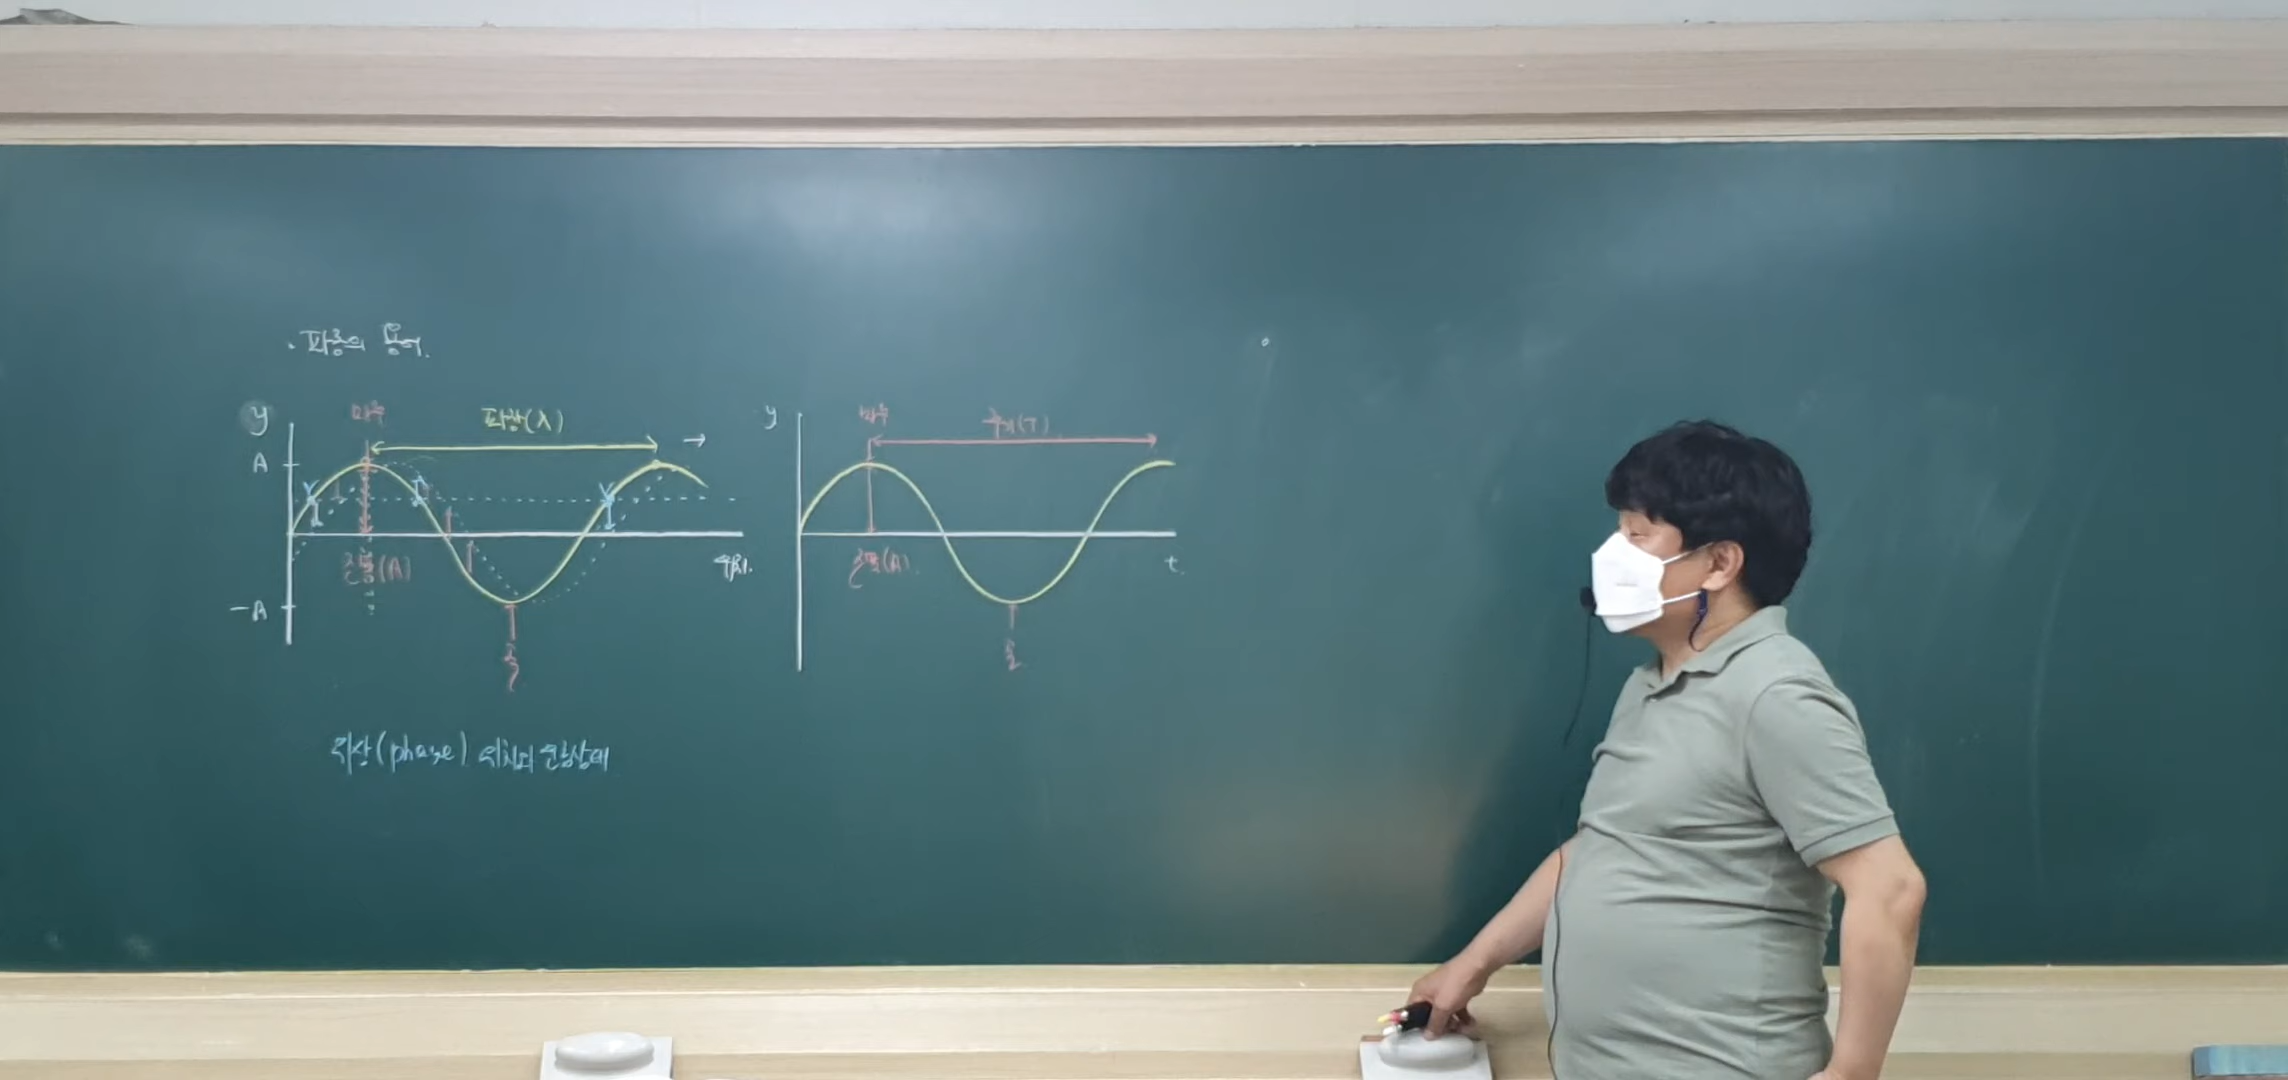 · 파동의 용어.
y
마루
파장(λ)
→
A
진폭(A)
위치.
-A
골
y
마루
주기(T)
진폭(A).
t.
골
위상(phase) 위치와 진동상태